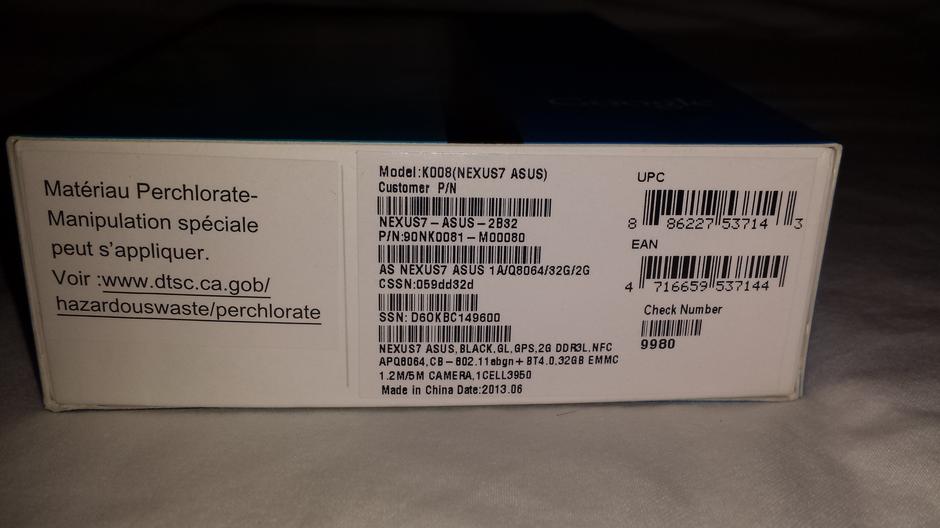 Google
Matériau Perchlorate-
Manipulation spéciale
peut s'appliquer.
Voir :www.dtsc.ca.gob/
hazardouswaste/perchlorate
Model:K008(NEXUS7 ASUS)
Customer P/N
NEXUS7-ASUS-2B32
P/N:90NK0081-M00080
AS NEXUS7 ASUS 1A/Q8064/32G/2G
CSSN:059dd32d
SSN: D6OKBC149600
NEXUS7 ASUS,BLACK,GL,GPS,2G DDR3L,NFC
APQ8064,CB-802.11abgn+BT4.0,32GB EMMC
1.2M/5M CAMERA,1CELL3950
Made in China Date:2013.06
UPC
8 86227 53714 3
EAN
4 716659 537144
Check Number
9980